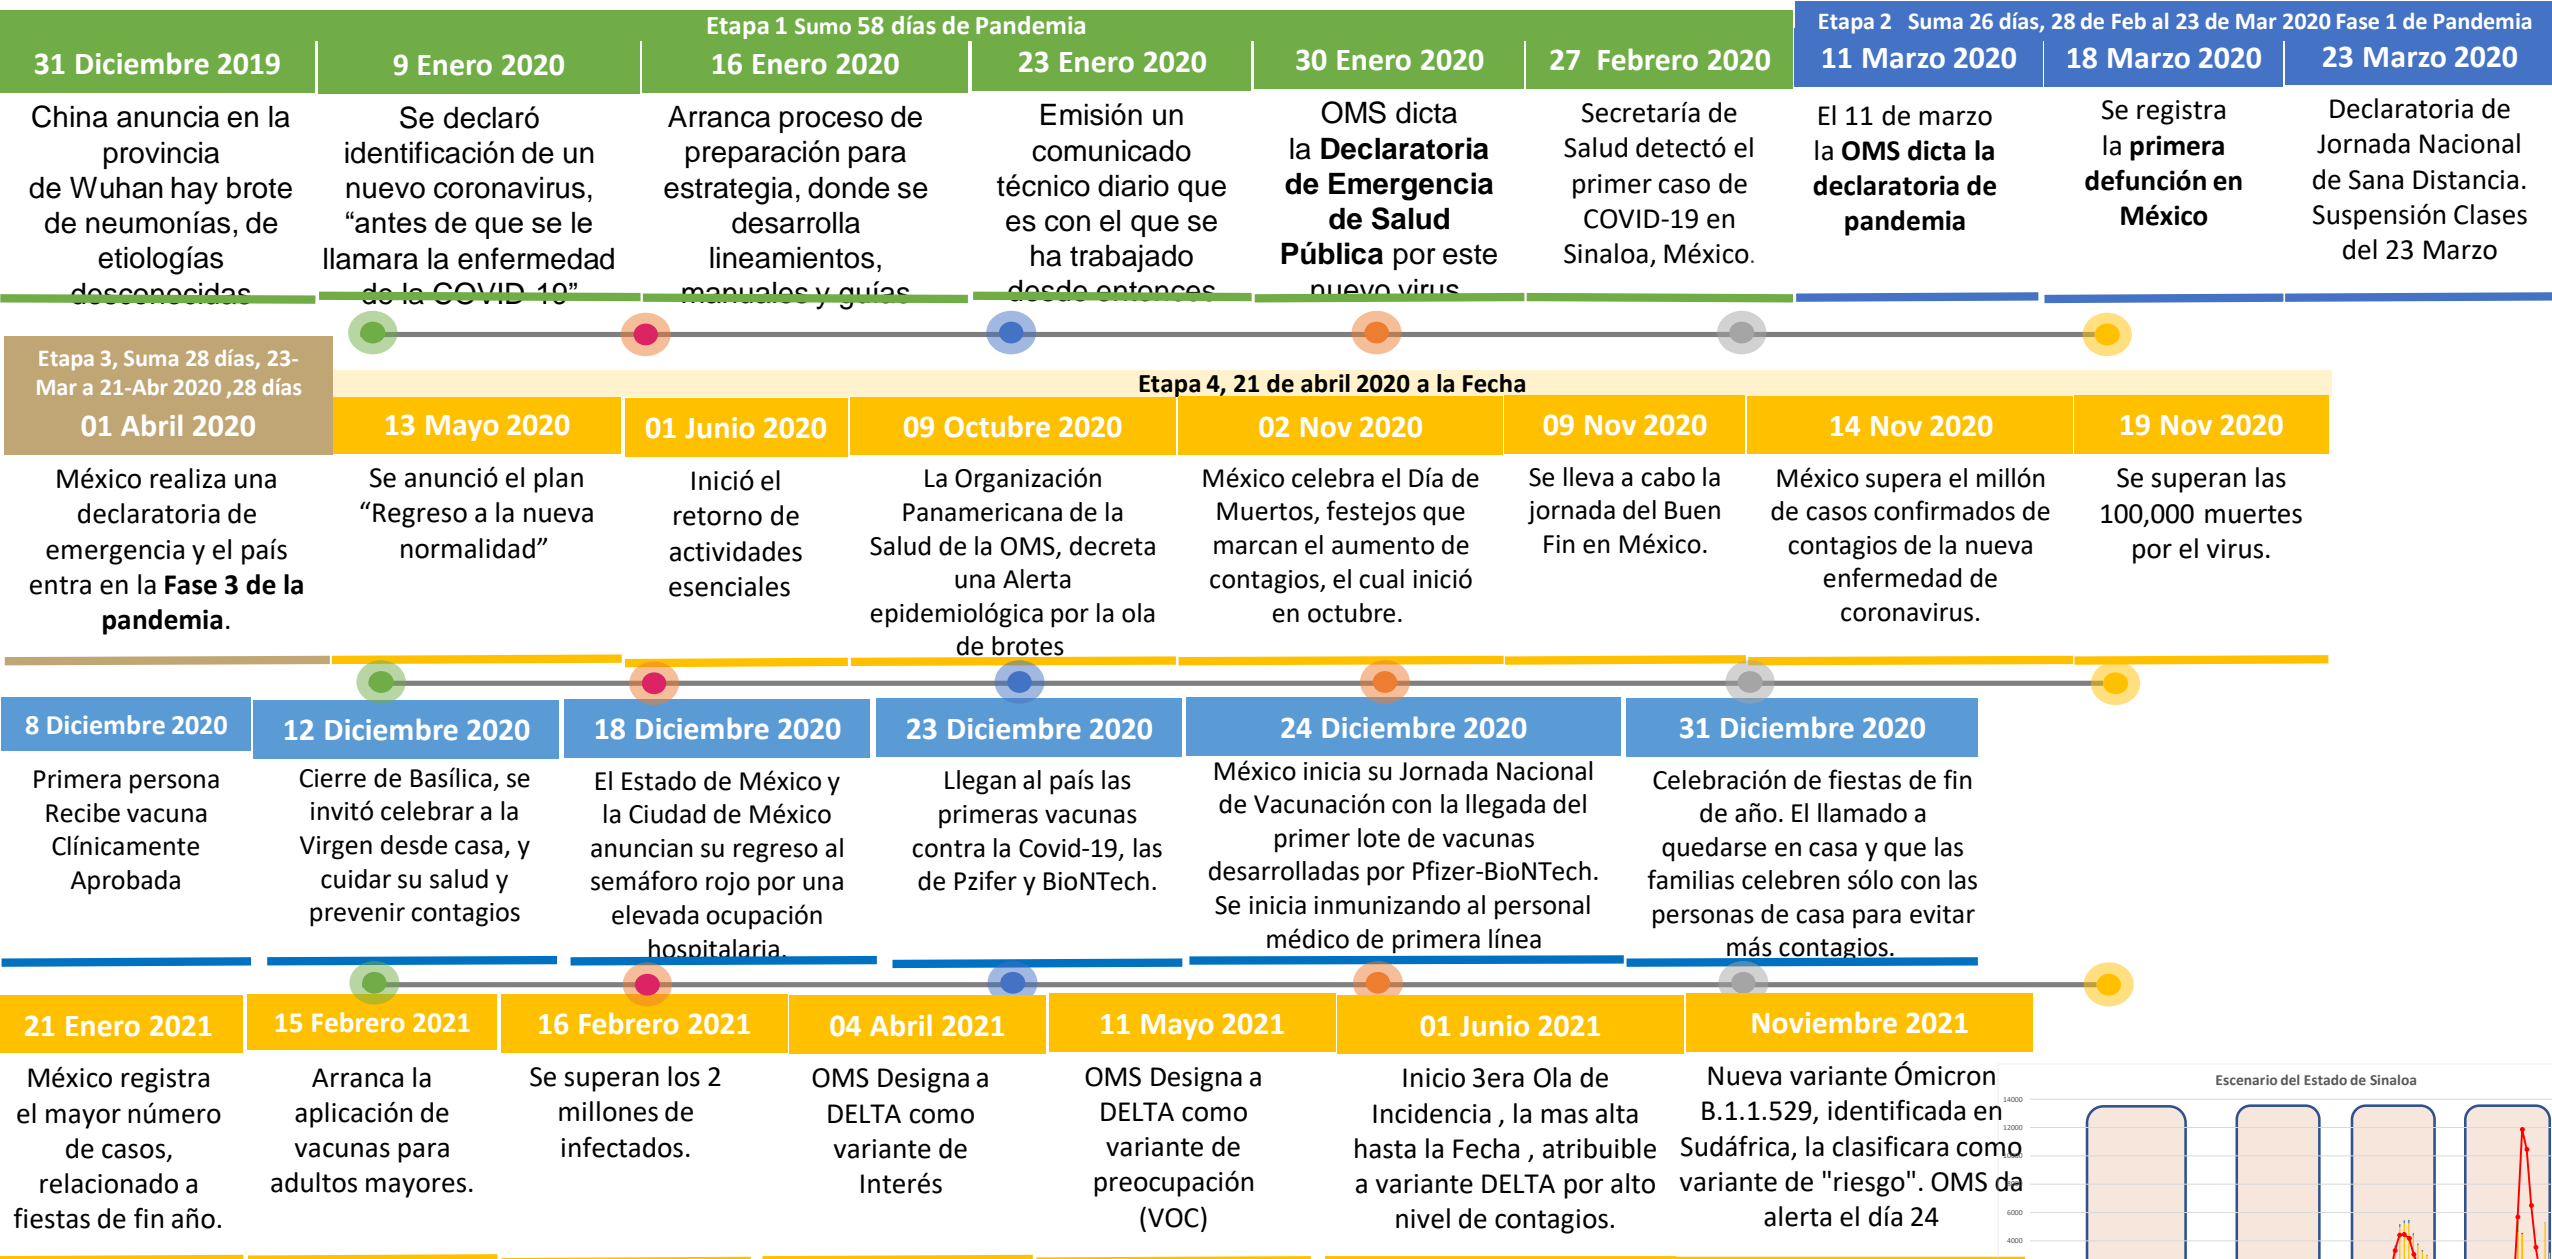 Etapa 1 Sumo 58 días de Pandemia
Etapa 2 Suma 26 días, 28 de Feb al 23 de Mar 2020 Fase 1 de Pandemia
31 Diciembre 2019
China anuncia en la
provincia
de Wuhan hay brote
de neumonías, de
etiologías
desconocidas
9 Enero 2020
Se declaró
identificación de un
nuevo coronavirus,
“antes de que se le
llamara la enfermedad
de la COVID-19”
16 Enero 2020
Arranca proceso de
preparación para
estrategia, donde se
desarrolla
lineamientos,
manuales y guías
23 Enero 2020
Emisión un
comunicado
técnico diario que
es con el que se
ha trabajado
desde entonces
30 Enero 2020
OMS dicta
la Declaratoria
de Emergencia
de Salud
Pública por este
nuevo virus
27 Febrero 2020
Secretaría de
Salud detectó el
primer caso de
COVID-19 en
Sinaloa, México.
11 Marzo 2020
El 11 de marzo
la OMS dicta la
declaratoria de
pandemia
18 Marzo 2020
Se registra
la primera
defunción en
México
23 Marzo 2020
Declaratoria de
Jornada Nacional
de Sana Distancia.
Suspensión Clases
del 23 Marzo
Etapa 3, Suma 28 días, 23-
Mar a 21-Abr 2020 ,28 días
01 Abril 2020
México realiza una
declaratoria de
emergencia y el país
entra en la Fase 3 de la
pandemia.
Etapa 4, 21 de abril 2020 a la Fecha
13 Mayo 2020
Se anunció el plan
“Regreso a la nueva
normalidad”
01 Junio 2020
Inició el
retorno de
actividades
esenciales
09 Octubre 2020
La Organización
Panamericana de la
Salud de la OMS, decreta
una Alerta
epidemiológica por la ola
de brotes
02 Nov 2020
México celebra el Día de
Muertos, festejos que
marcan el aumento de
contagios, el cual inició
en octubre.
09 Nov 2020
Se lleva a cabo la
jornada del Buen
Fin en México.
14 Nov 2020
México supera el millón
de casos confirmados de
contagios de la nueva
enfermedad de
coronavirus.
19 Nov 2020
Se superan las
100,000 muertes
por el virus.
8 Diciembre 2020
Primera persona
Recibe vacuna
Clínicamente
Aprobada
12 Diciembre 2020
Cierre de Basílica, se
invitó celebrar a la
Virgen desde casa, y
cuidar su salud y
prevenir contagios
18 Diciembre 2020
El Estado de México y
la Ciudad de México
anuncian su regreso al
semáforo rojo por una
elevada ocupación
hospitalaria.
23 Diciembre 2020
Llegan al país las
primeras vacunas
contra la Covid-19, las
de Pzifer y BioNTech.
24 Diciembre 2020
México inicia su Jornada Nacional
de Vacunación con la llegada del
primer lote de vacunas
desarrolladas por Pfizer-BioNTech.
Se inicia inmunizando al personal
médico de primera línea
31 Diciembre 2020
Celebración de fiestas de fin
de año. El llamado a
quedarse en casa y que las
familias celebren sólo con las
personas de casa para evitar
más contagios.
21 Enero 2021
México registra
el mayor número
de casos,
relacionado a
fiestas de fin año.
15 Febrero 2021
Arranca la
aplicación de
vacunas para
adultos mayores.
16 Febrero 2021
Se superan los 2
millones de
infectados.
04 Abril 2021
OMS Designa a
DELTA como
variante de
Interés
11 Mayo 2021
OMS Designa a
DELTA como
variante de
preocupación
(VOC)
01 Junio 2021
Inicio 3era Ola de
Incidencia , la mas alta
hasta la Fecha , atribuible
a variante DELTA por alto
nivel de contagios.
Noviembre 2021
Nueva variante Ómicron
B.1.1.529, identificada en
Sudáfrica, la clasificara como
variante de "riesgo". OMS da
alerta el día 24
Escenario del Estado de Sinaloa
14000
12000
10000
6000
4000